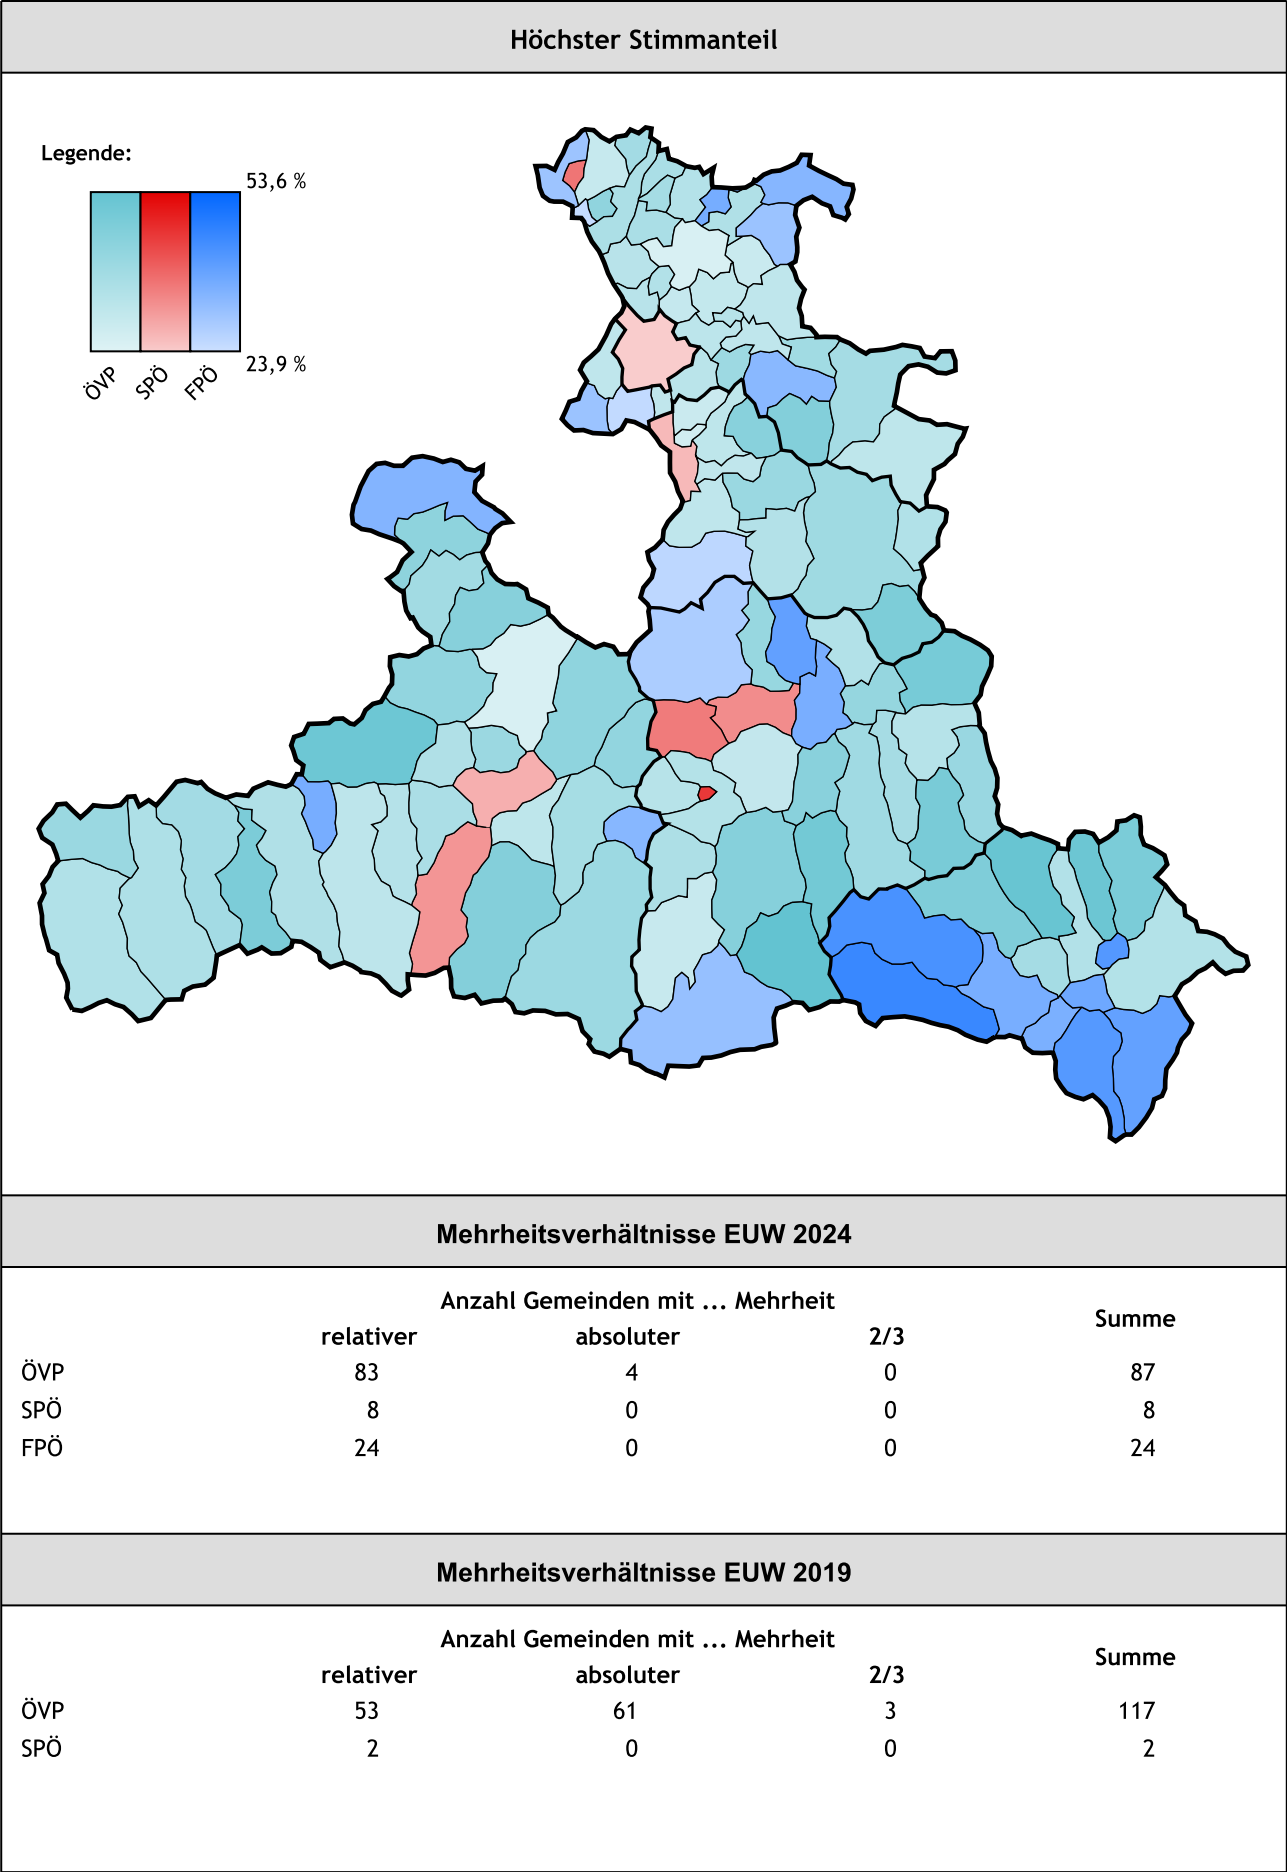 Höchster Stimmanteil
Legende:
53,6 %
23,9 %
ÖVP SPÖ FPÖ
Mehrheitsverhältnisse EUW 2024
Anzahl Gemeinden mit ... Mehrheit
Summe
relativer absoluter 2/3
ÖVP 83 4 0 87
SPÖ 8 0 0 8
FPÖ 24 0 0 24
Mehrheitsverhältnisse EUW 2019
Anzahl Gemeinden mit ... Mehrheit
Summe
relativer absoluter 2/3
ÖVP 53 61 3 117
SPÖ 2 0 0 2